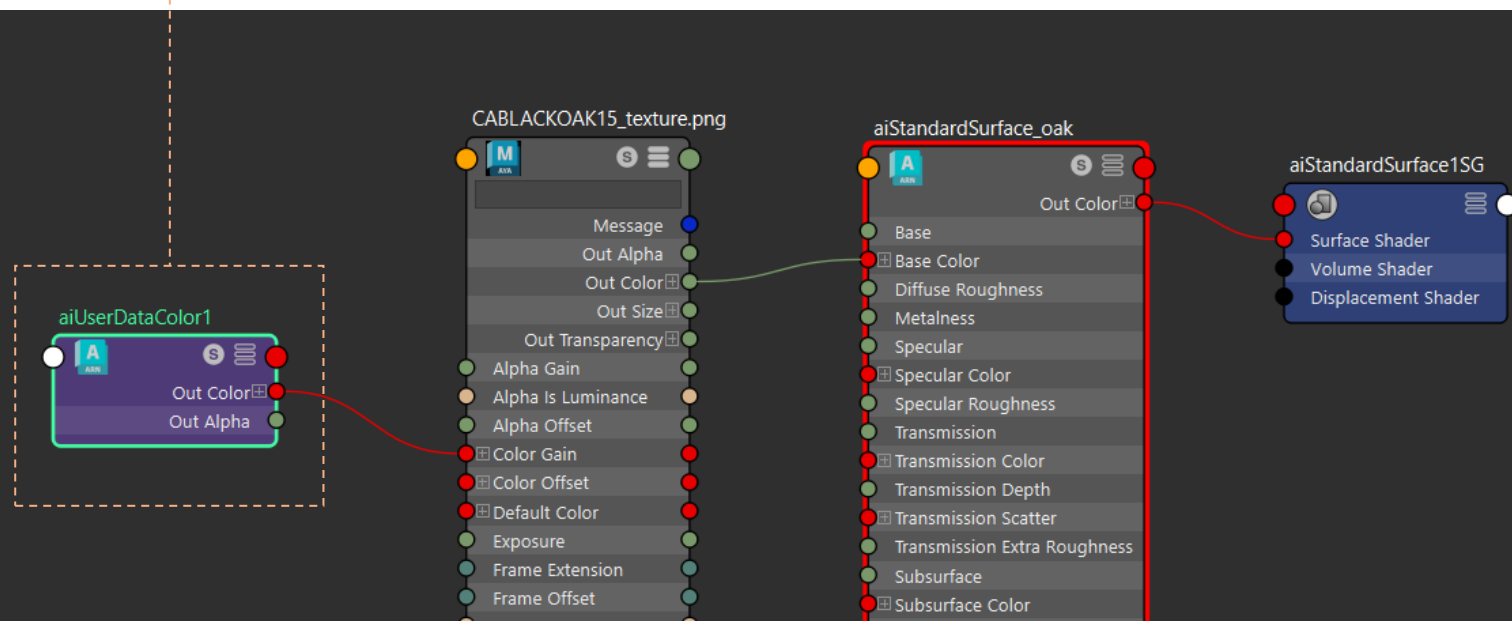 aiUserDataColor1
A
ARN
S
Out Color
Out Alpha
CABLACKOAK15_texture.png
M
AYA
S
Message
Out Alpha
Out Color
Out Size
Out Transparency
Alpha Gain
Alpha Is Luminance
Alpha Offset
Color Gain
Color Offset
Default Color
Exposure
Frame Extension
Frame Offset
aiStandardSurface_oak
A
ARN
S
Out Color
Base
Base Color
Diffuse Roughness
Metalness
Specular
Specular Color
Specular Roughness
Transmission
Transmission Color
Transmission Depth
Transmission Scatter
Transmission Extra Roughness
Subsurface
Subsurface Color
aiStandardSurface1SG
Surface Shader
Volume Shader
Displacement Shader